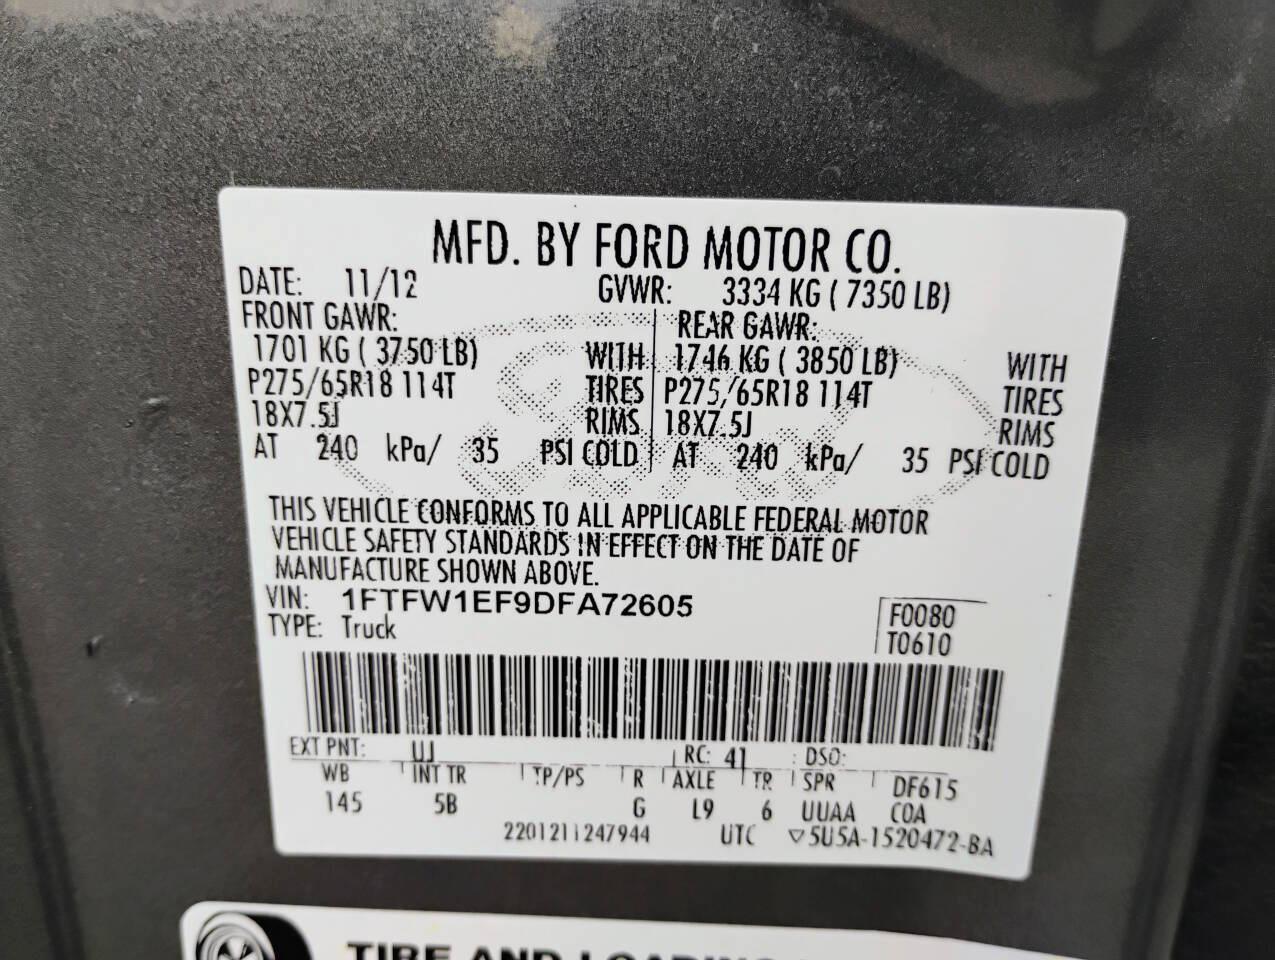 MFD. BY FORD MOTOR CO.
DATE: 11/12 GVWR: 3334 KG ( 7350 LB)
FRONT GAWR: REAR GAWR:
1701 KG ( 3750 LB) WITH 1746 KG ( 3850 LB) WITH
P275/65R18 114T TIRES P275/65R18 114T TIRES
18X7.5J RIMS 18X7.5J RIMS
AT 240 kPa/ 35 PSI COLD AT 240 kPa/ 35 PSI COLD
THIS VEHICLE CONFORMS TO ALL APPLICABLE FEDERAL MOTOR
VEHICLE SAFETY STANDARDS IN EFFECT ON THE DATE OF
MANUFACTURE SHOWN ABOVE.
VIN: 1FTFW1EF9DFA72605 F0080
TYPE: Truck T0610
EXT PNT: UJ RC: 41 DSO:
WB INT TR TP/PS R AXLE TR SPR DF615
145 5B G L9 6 UUAA COA
2201211247944 UTC ▽5U5A-1520472-BA
TIRE AND LOADING